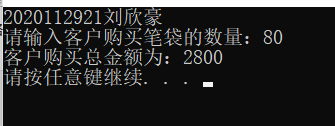 2020112921刘欣豪
请输入客户购买笔袋的数量：80
客户购买总金额为：2800
请按任意键继续. . .